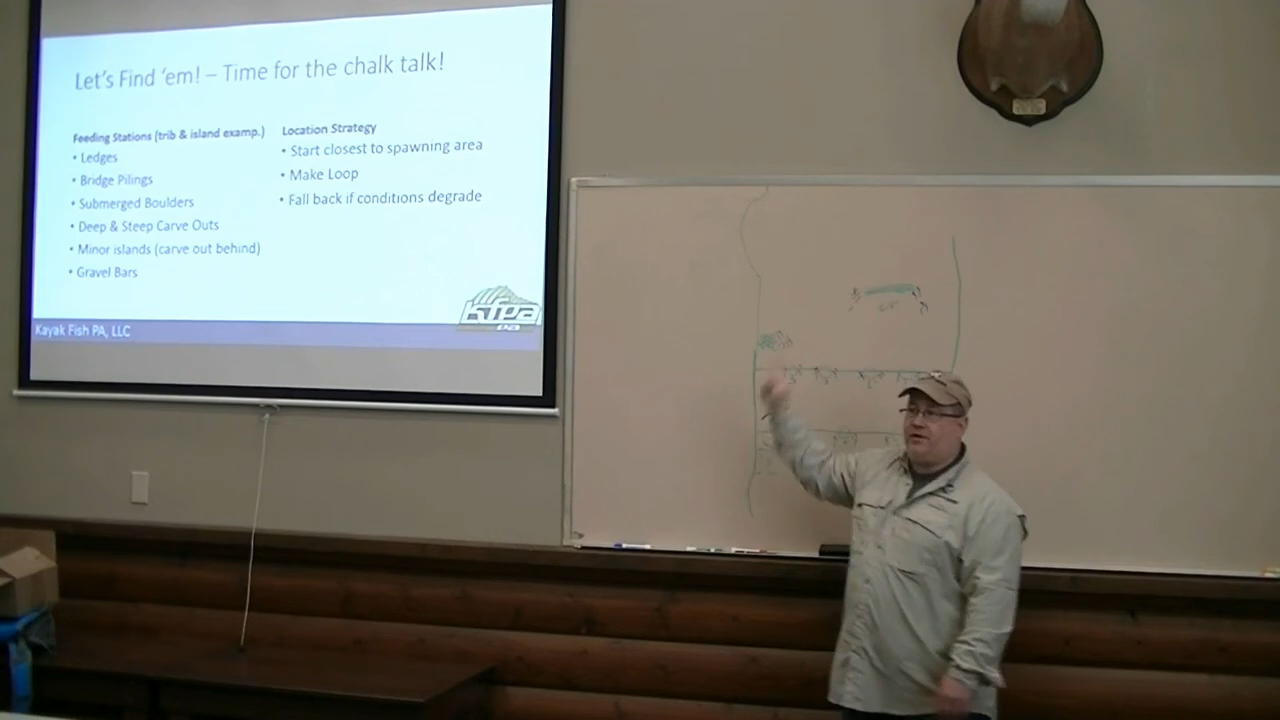 Let's Find 'em! – Time for the chalk talk!
Feeding Stations (trib & island examp.)
• Ledges
• Bridge Pilings
• Submerged Boulders
• Deep & Steep Carve Outs
• Minor islands (carve out behind)
• Gravel Bars
Location Strategy
• Start closest to spawning area
• Make Loop
• Fall back if conditions degrade
Kayak Fish PA, LLC
KFPA